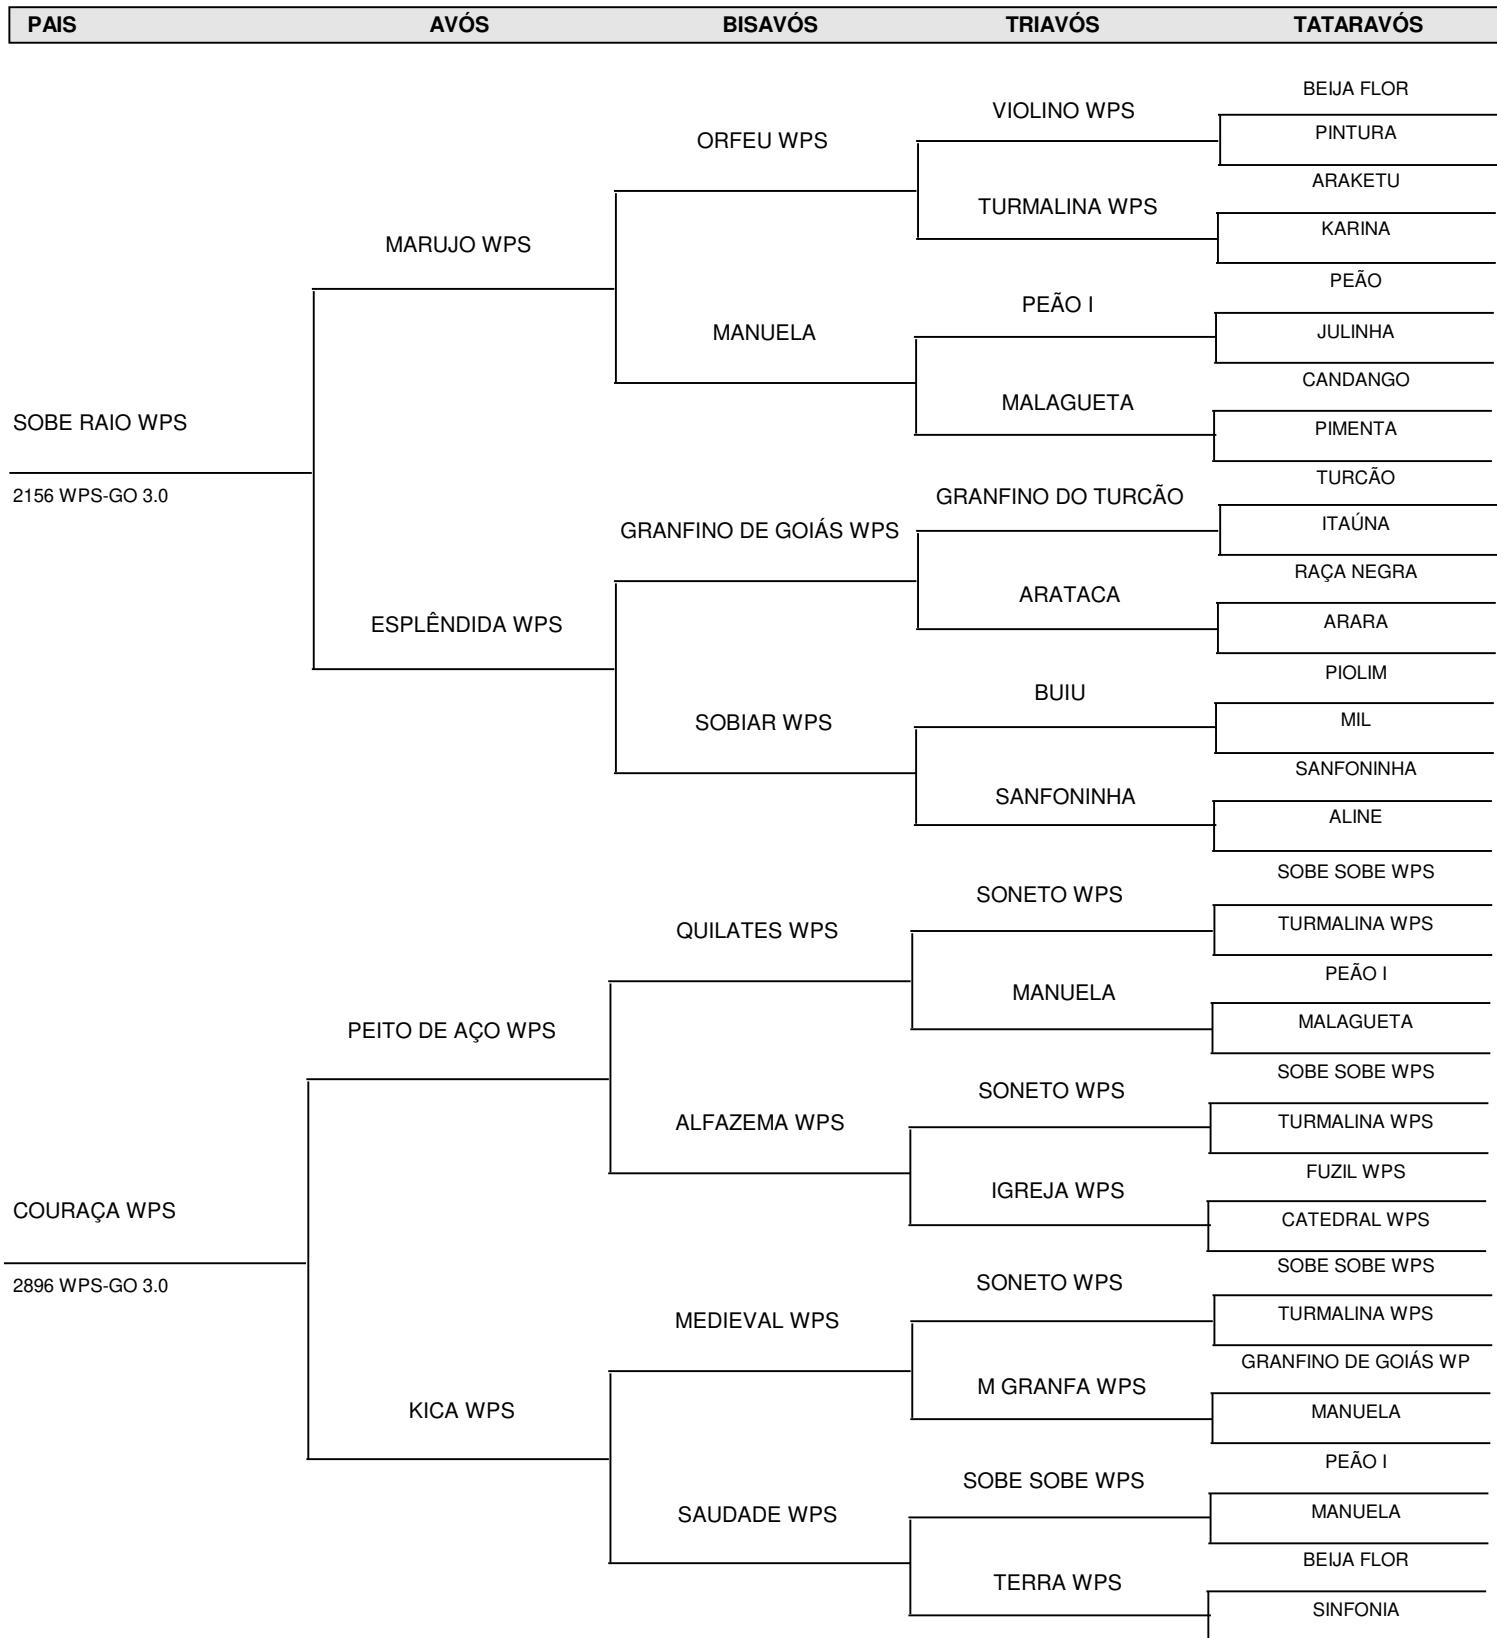 PAIS AVÓS BISAVÓS TRIAVÓS TATARAVÓS
BEIJA FLOR
VIOLINO WPS
PINTURA
ORFEU WPS
ARAKETU
TURMALINA WPS
KARINA
MARUJO WPS
PEÃO
PEÃO I
JULINHA
MANUELA
CANDANGO
MALAGUETA
PIMENTA
SOBE RAIO WPS
2156 WPS-GO 3.0
TURCÃO
GRANFINO DO TURCÃO
ITAÚNA
GRANFINO DE GOIÁS WPS
RAÇA NEGRA
ARATACA
ARARA
ESPLÊNDIDA WPS
PIOLIM
BUIU
MIL
SOBIAR WPS
SANFONINHA
SANFONINHA
ALINE
SOBE SOBE WPS
SONETO WPS
TURMALINA WPS
QUILATES WPS
PEÃO I
MANUELA
MALAGUETA
PEITO DE AÇO WPS
SOBE SOBE WPS
SONETO WPS
TURMALINA WPS
ALFAZEMA WPS
FUZIL WPS
IGREJA WPS
CATEDRAL WPS
COURAÇA WPS
2896 WPS-GO 3.0
SOBE SOBE WPS
SONETO WPS
TURMALINA WPS
MEDIEVAL WPS
GRANFINO DE GOIÁS WP
M GRANFA WPS
MANUELA
KICA WPS
PEÃO I
SOBE SOBE WPS
MANUELA
SAUDADE WPS
BEIJA FLOR
TERRA WPS
SINFONIA